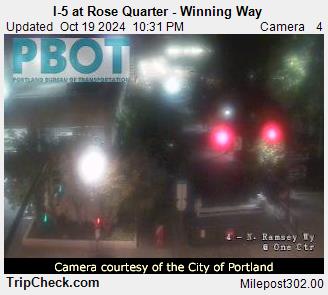 I-5 at Rose Quarter - Winning Way
Updated Oct 19 2024 10:31 PM Camera 4
PBOT
PORTLAND BUREAU OF TRANSPORTATION
4 - N. Ramsey Wy
@ One Ctr
Camera courtesy of the City of Portland
TripCheck.com Milepost302.00